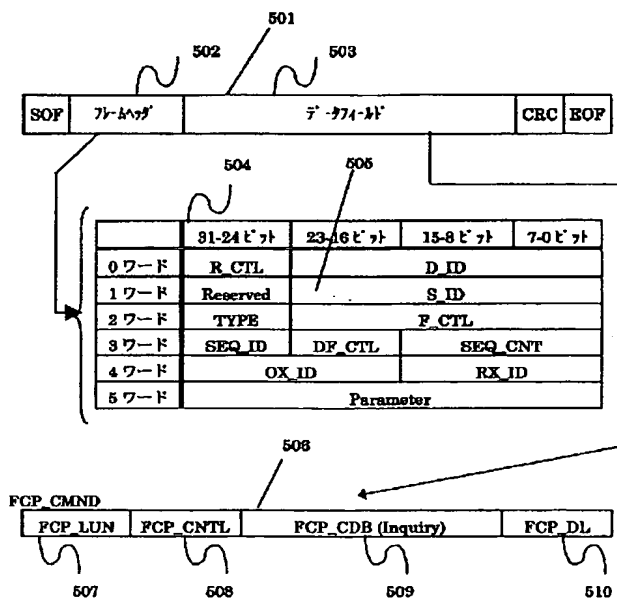 501
502 503
SOF フレームヘッダ データフィールド CRC EOF
504 505
31-24 ビット 23-16 ビット 15-8 ビット 7-0 ビット
0 ワード R_CTL D_ID
1 ワード Reserved S_ID
2 ワード TYPE F_CTL
3 ワード SEQ_ID DF_CTL SEQ_CNT
4 ワード OX_ID RX_ID
5 ワード Parameter
506
FCP_CMND
FCP_LUN FCP_CNTL FCP_CDB (Inquiry) FCP_DL
507 508 509 510